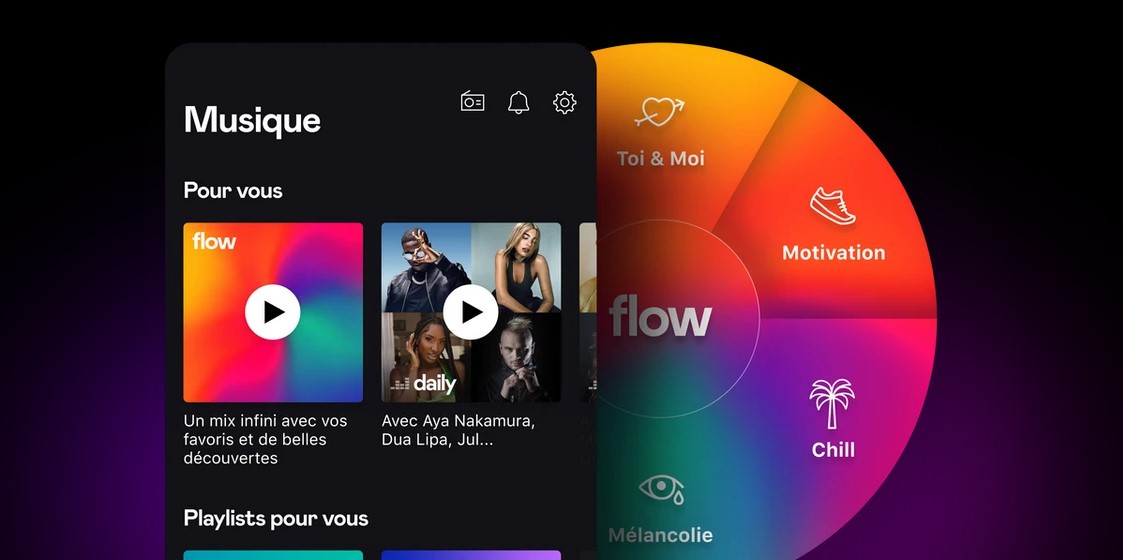 Musique
Pour vous
flow
daily
Un mix infini avec vos
favoris et de belles
découvertes
Avec Aya Nakamura,
Dua Lipa, Jul...
Playlists pour vous
Toi & Moi
Motivation
flow
Chill
Mélancolie